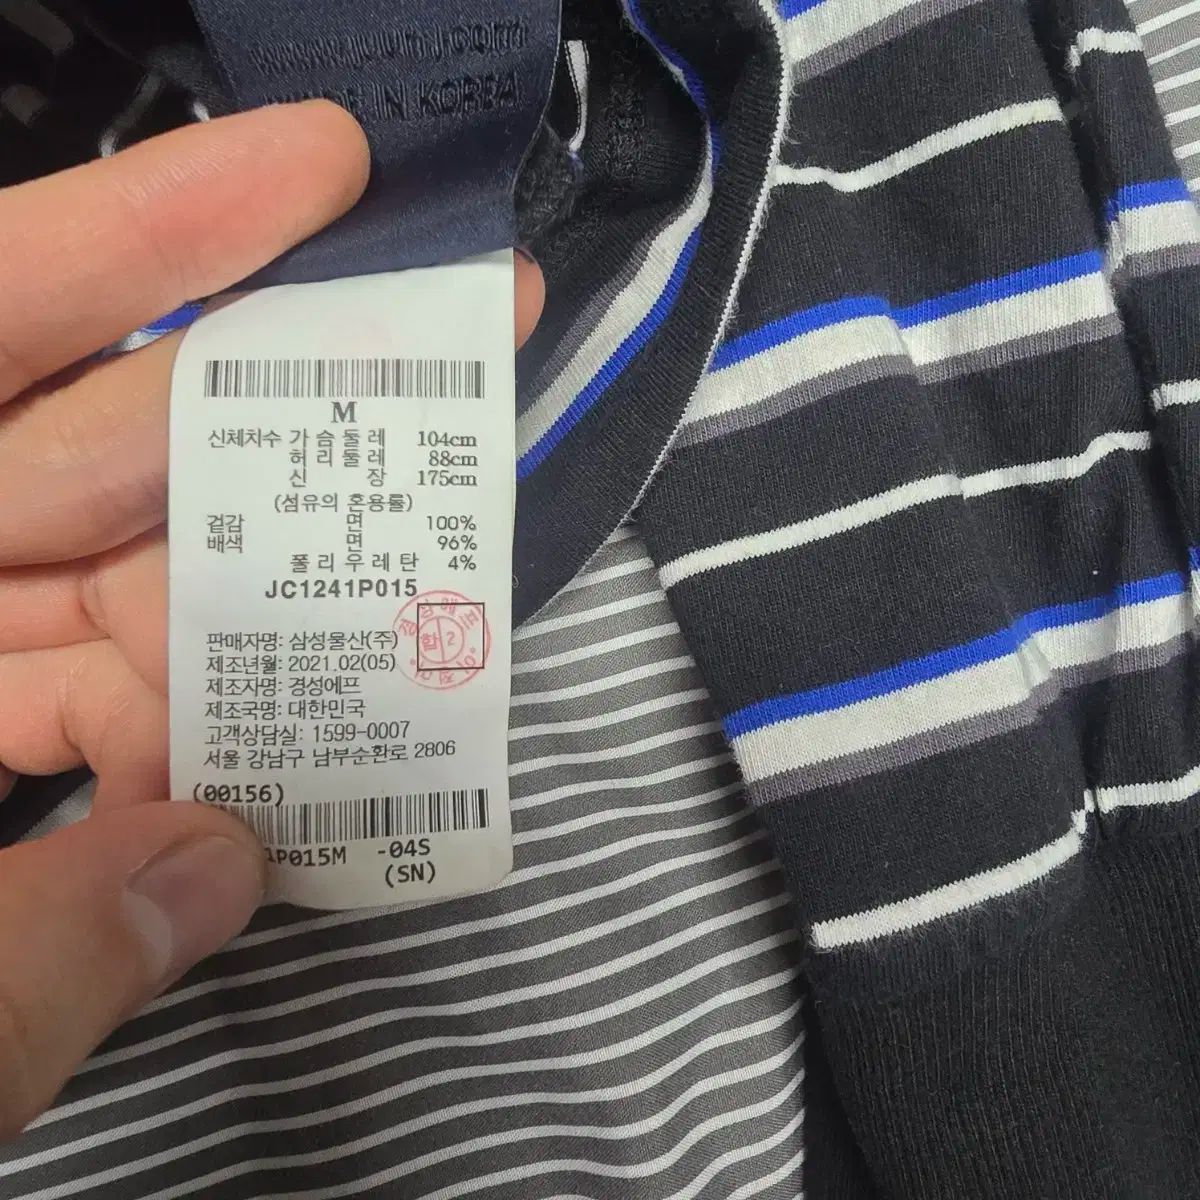 www.juunj.com
MADE IN KOREA
M
신체치수 가슴둘레 104cm
허리둘레 88cm
신 장 175cm
(섬유의 혼용률)
겉감 면 100%
배색 면 96%
폴리우레탄 4%
JC1241P015
합 2
판매자명: 삼성물산(주)
제조년월: 2021.02(05)
제조자명: 경성에프
제조국명: 대한민국
고객상담실: 1599-0007
서울 강남구 남부순환로 2806
(00156)
1P015M -04S
(SN)